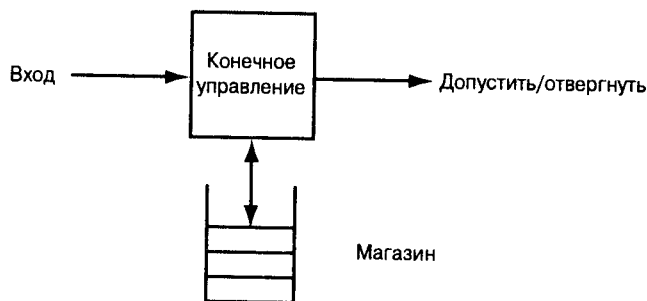 Вход
Конечное
управление
Допустить/отвергнуть
Магазин